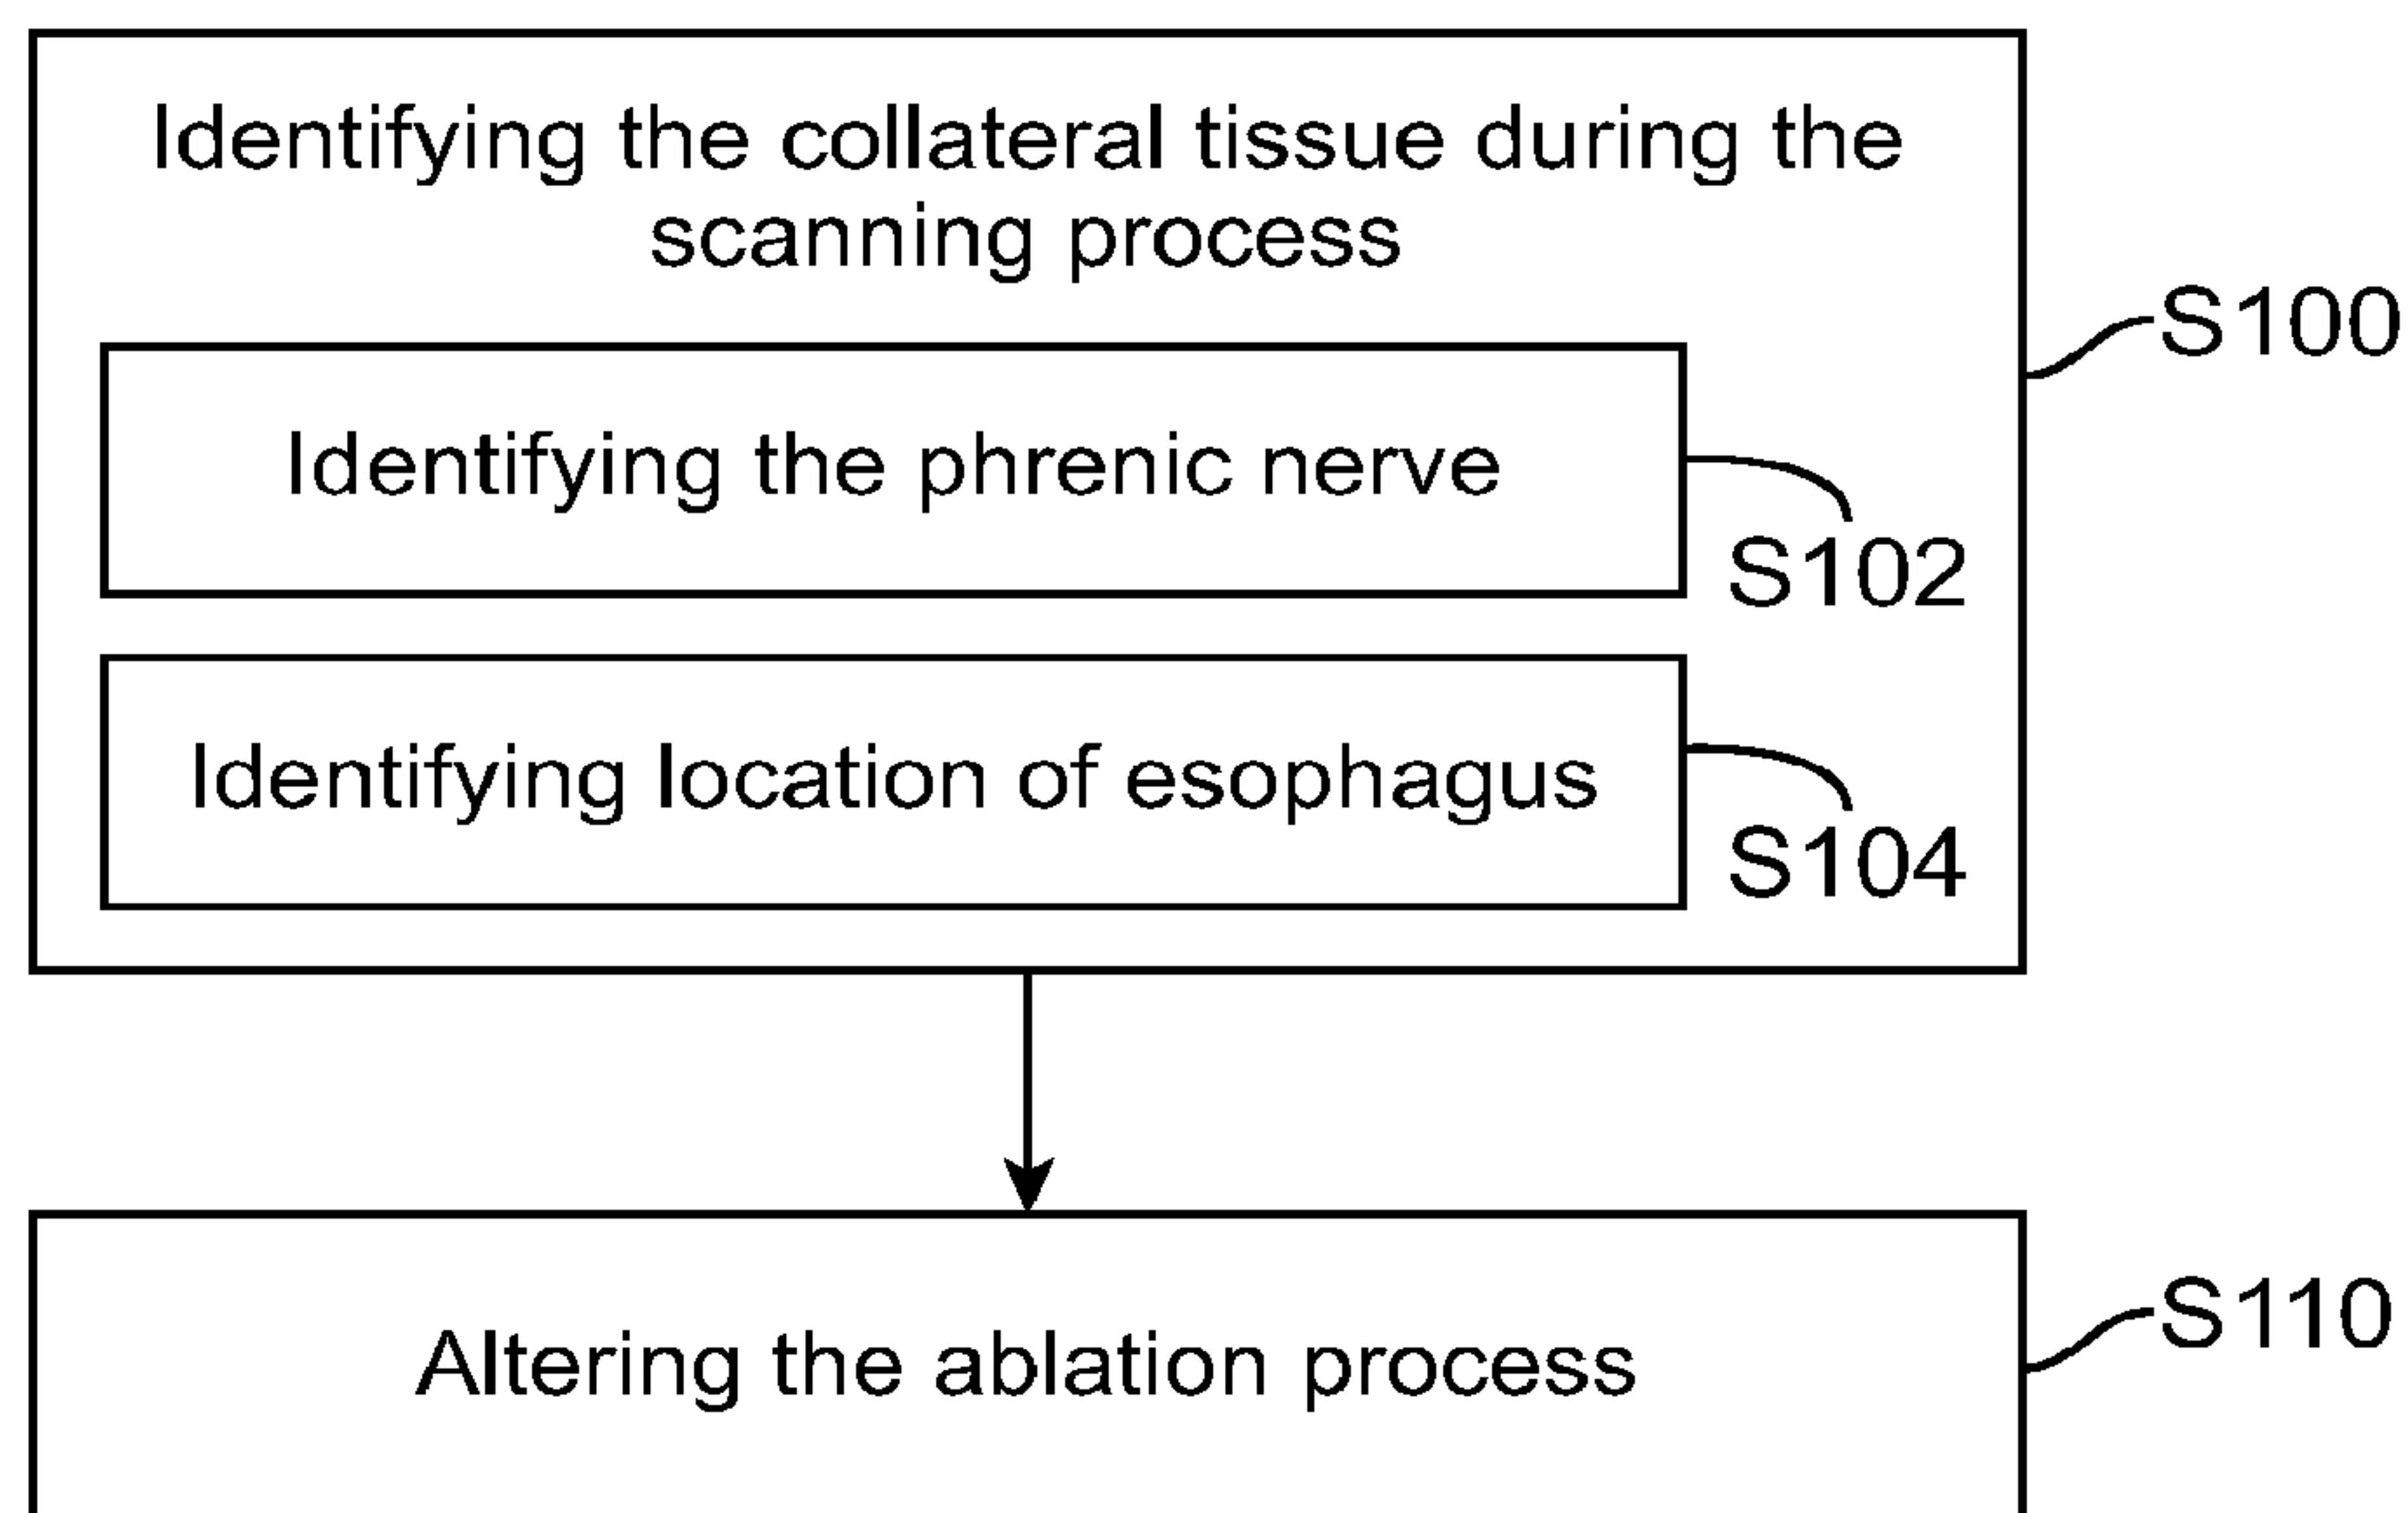 Identifying the collateral tissue during the
scanning process
S100
Identifying the phrenic nerve
S102
Identifying location of esophagus
S104
Altering the ablation process
S110